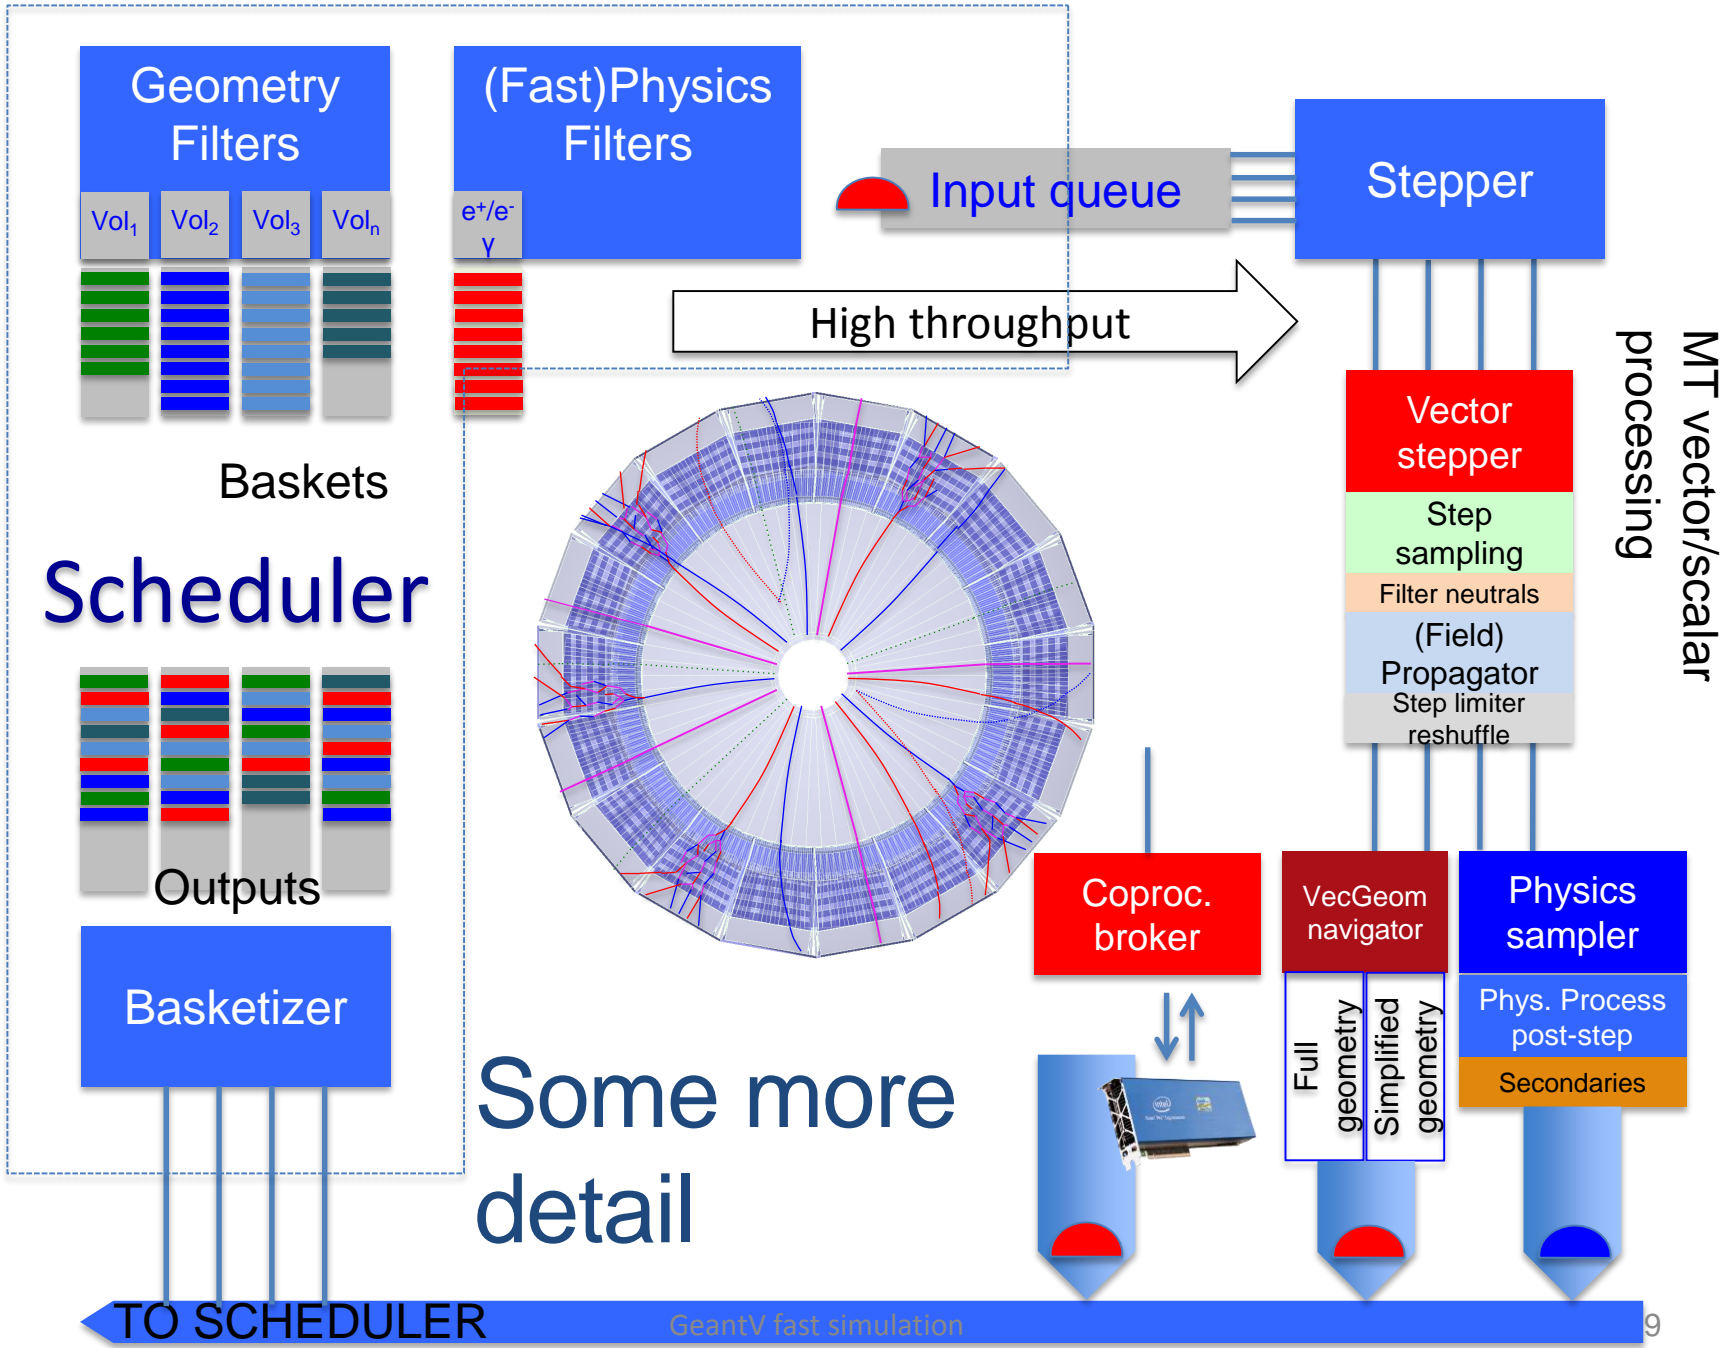 Geometry
Filters
Vol1
Vol2
Vol3
Voln
(Fast)Physics
Filters
e+/e-
γ
Input queue
Stepper
High throughput
MT vector/scalar
processing
Vector
stepper
Step
sampling
Filter neutrals
(Field)
Propagator
Step limiter
reshuffle
Baskets
Scheduler
Outputs
Basketizer
Coproc.
broker
VecGeom
navigator
Physics
sampler
Full
geometry
Simplified
geometry
Phys. Process
post-step
Secondaries
intel
Some more
detail
TO SCHEDULER
GeantV fast simulation
9